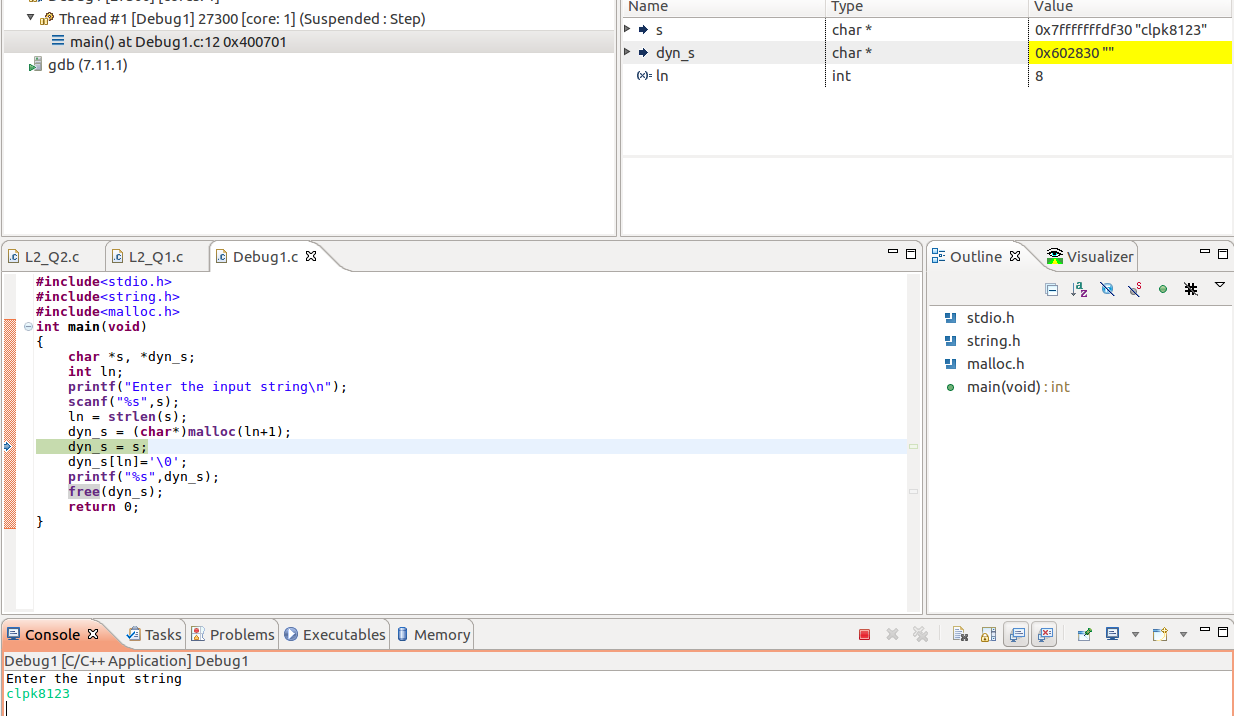 Thread #1 [Debug1] 27300 [core: 1] (Suspended : Step)
main() at Debug1.c:12 0x400701
gdb (7.11.1)
Name Type Value
s char * 0x7fffffffdf30 "clpk8123"
dyn_s char * 0x602830 ""
(x)= ln int 8
L2_Q2.c L2_Q1.c Debug1.c
#include<stdio.h>
#include<string.h>
#include<malloc.h>
int main(void)
{
char *s, *dyn_s;
int ln;
printf("Enter the input string\n");
scanf("%s",s);
ln = strlen(s);
dyn_s = (char*)malloc(ln+1);
dyn_s = s;
dyn_s[ln]='\0';
printf("%s",dyn_s);
free(dyn_s);
return 0;
}
Outline Visualizer
stdio.h
string.h
malloc.h
main(void) : int
Console Tasks Problems Executables Memory
Debug1 [C/C++ Application] Debug1
Enter the input string
clpk8123